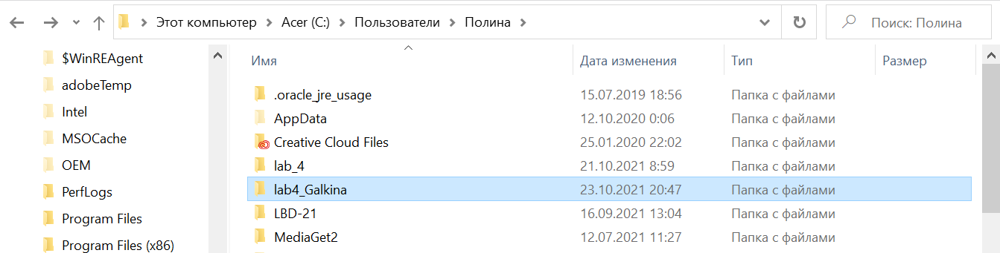 Этот компьютер Acer (C:) Пользователи Полина Поиск: Полина
$WinREAgent
adobeTemp
Intel
MSOCache
OEM
PerfLogs
Program Files
Program Files (x86)
Имя Дата изменения Тип Размер
.oracle_jre_usage 15.07.2019 18:56 Папка с файлами
AppData 12.10.2020 0:06 Папка с файлами
Creative Cloud Files 25.01.2020 22:02 Папка с файлами
lab_4 21.10.2021 8:59 Папка с файлами
lab4_Galkina 23.10.2021 20:47 Папка с файлами
LBD-21 16.09.2021 13:04 Папка с файлами
MediaGet2 12.07.2021 11:27 Папка с файлами